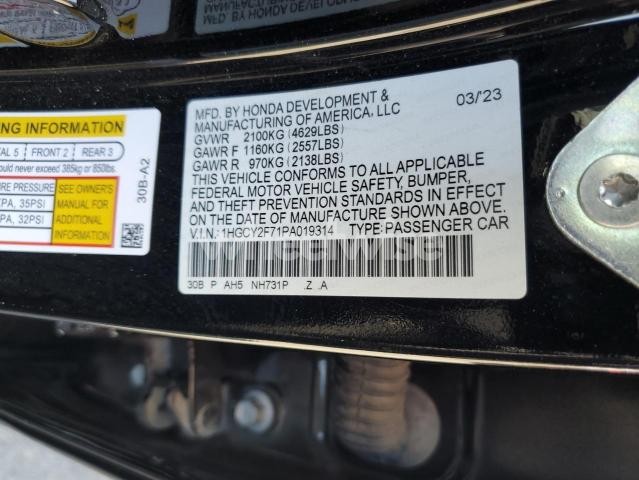 MFD. BY HONDA DEVELOPMENT &
MANUFACTURING OF AMERICA, LLC
03/'23
GVWR 2100KG (4629LBS)
GAWR F 1160KG (2557LBS)
GAWR R 970KG (2138LBS)
THIS VEHICLE CONFORMS TO ALL APPLICABLE
FEDERAL MOTOR VEHICLE SAFETY, BUMPER,
AND THEFT PREVENTION STANDARDS IN EFFECT
ON THE DATE OF MANUFACTURE SHOWN ABOVE.
V.I.N.: 1HGCY2F71PA019314 TYPE: PASSENGER CAR
30B P AH5 NH731P .Z .A
ING INFORMATION
TAL 5 FRONT 2 REAR 3
ould never exceed 385kg or 850lbs.
E PRESSURE
PA, 35PSI
PA, 32PSI
SEE OWNER'S
MANUAL FOR
ADDITIONAL
INFORMATION
30B-A2